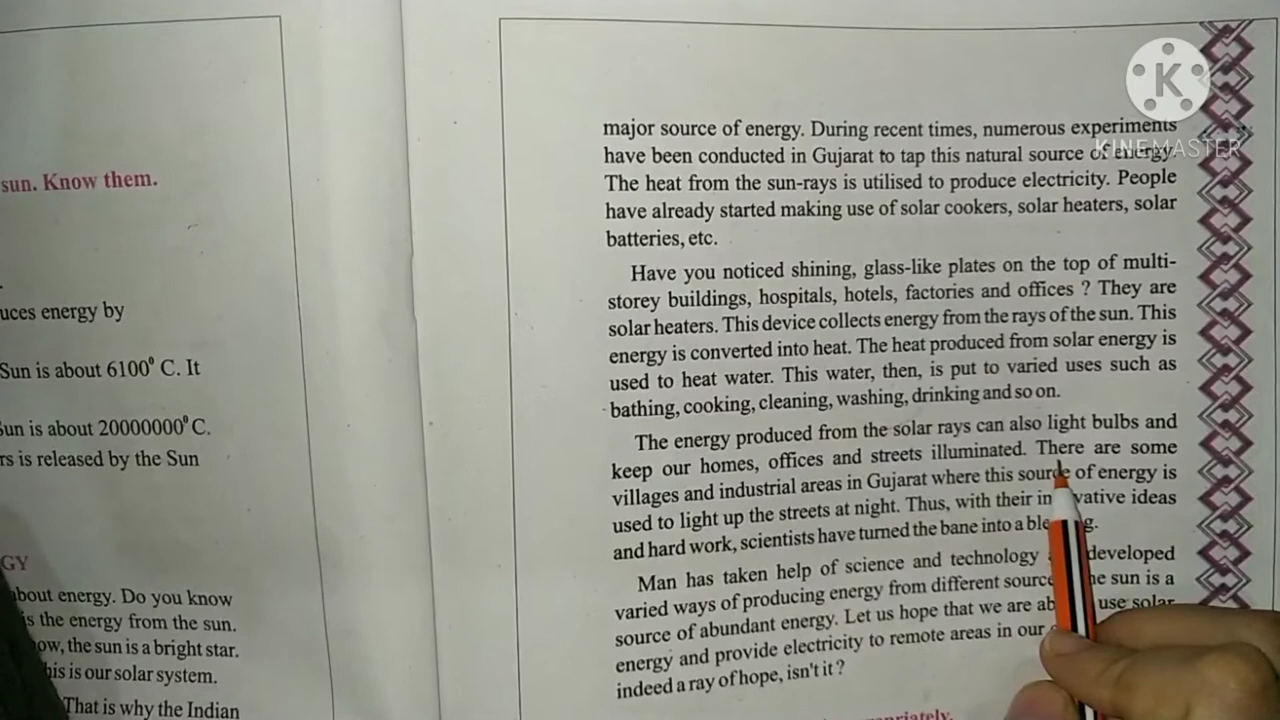 sun. Know them.
uces energy by
Sun is about 6100⁰ C. It
Sun is about 20000000⁰ C.
rs is released by the Sun
GY
about energy. Do you know
is the energy from the sun.
ow, the sun is a bright star.
his is our solar system.
That is why the Indian
major source of energy. During recent times, numerous experiments
have been conducted in Gujarat to tap this natural source of energy.
The heat from the sun-rays is utilised to produce electricity. People
have already started making use of solar cookers, solar heaters, solar
batteries, etc.
Have you noticed shining, glass-like plates on the top of multi-
storey buildings, hospitals, hotels, factories and offices ? They are
solar heaters. This device collects energy from the rays of the sun. This
energy is converted into heat. The heat produced from solar energy is
used to heat water. This water, then, is put to varied uses such as
bathing, cooking, cleaning, washing, drinking and so on.
The energy produced from the solar rays can also light bulbs and
keep our homes, offices and streets illuminated. There are some
villages and industrial areas in Gujarat where this source of energy is
used to light up the streets at night. Thus, with their in vative ideas
and hard work, scientists have turned the bane into a ble g.
Man has taken help of science and technology developed
varied ways of producing energy from different source he sun is a
source of abundant energy. Let us hope that we are ab use solar
energy and provide electricity to remote areas in our
indeed a ray of hope, isn't it ?
priately.
K
KINEMASTER